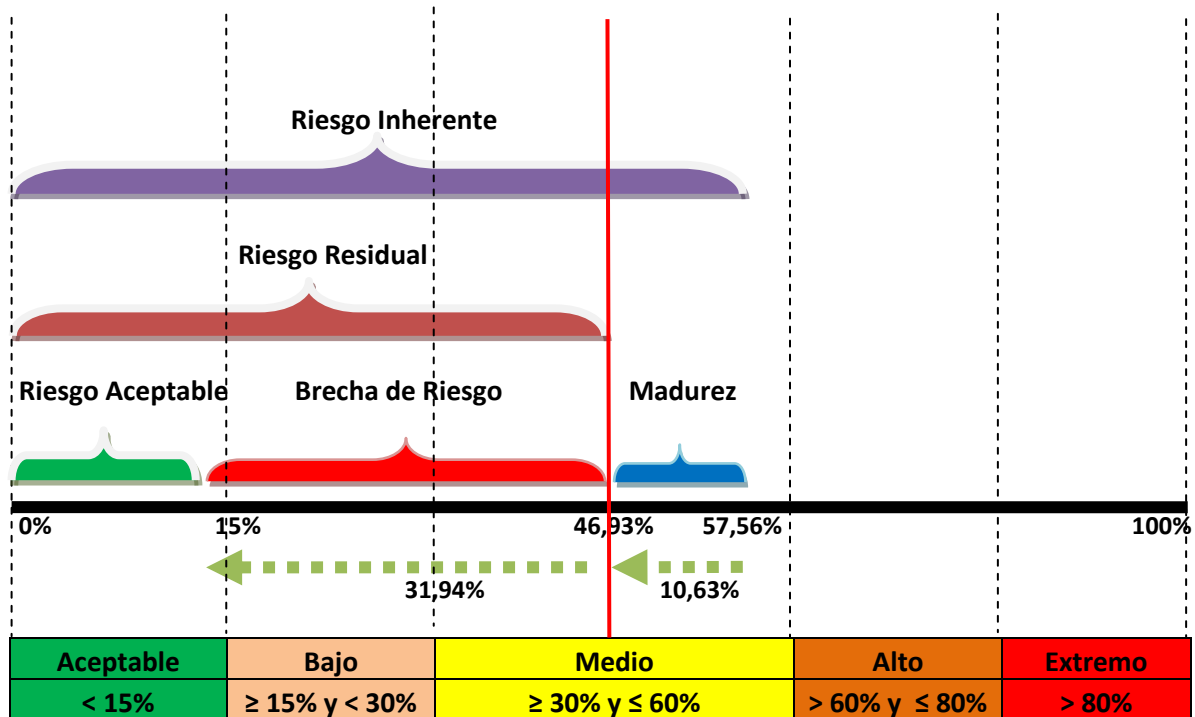 Riesgo Inherente
Riesgo Residual
Riesgo Aceptable Brecha de Riesgo Madurez
0% 15% 46,93% 57,56% 100%
31,94% 10,63%
Aceptable Bajo Medio Alto Extremo
< 15% ≥ 15% y < 30% ≥ 30% y ≤ 60% > 60% y ≤ 80% > 80%